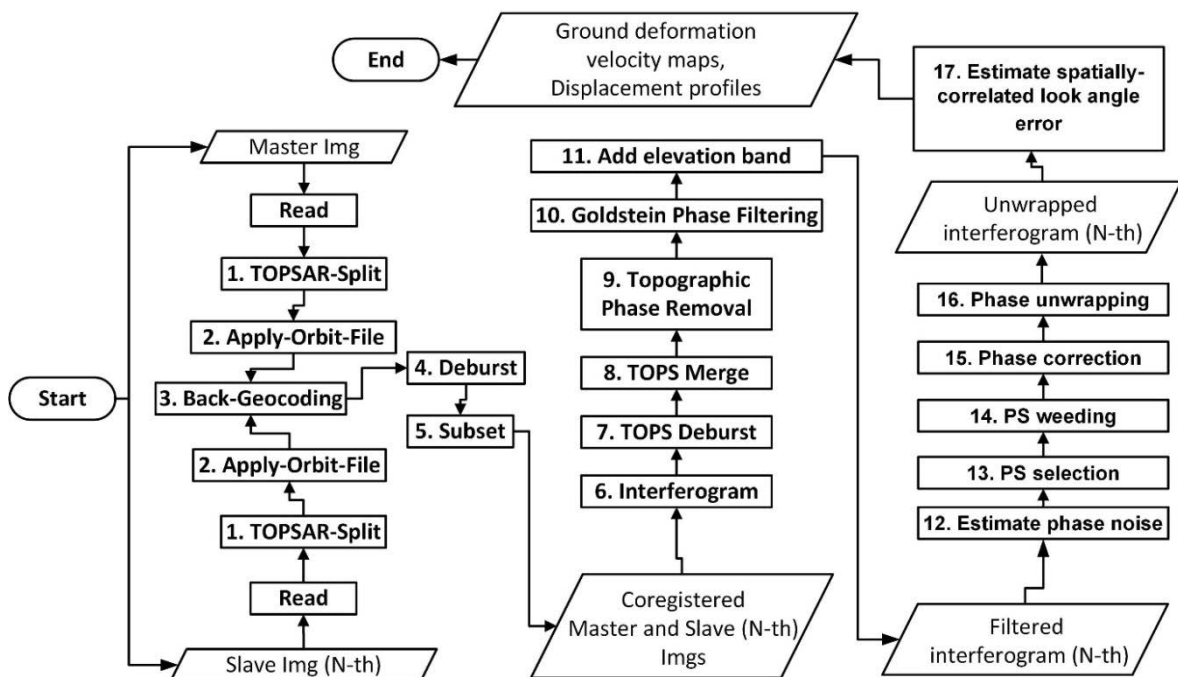 Start
Master Img
Read
1. TOPSAR-Split
2. Apply-Orbit-File
3. Back-Geocoding
2. Apply-Orbit-File
1. TOPSAR-Split
Read
Slave Img (N-th)
4. Deburst
5. Subset
Coregistered
Master and Slave (N-th)
Imgs
6. Interferogram
7. TOPS Deburst
8. TOPS Merge
9. Topographic
Phase Removal
10. Goldstein Phase Filtering
11. Add elevation band
Filtered
interferogram (N-th)
12. Estimate phase noise
13. PS selection
14. PS weeding
15. Phase correction
16. Phase unwrapping
Unwrapped
interferogram (N-th)
17. Estimate spatially-
correlated look angle
error
Ground deformation
velocity maps,
Displacement profiles
End